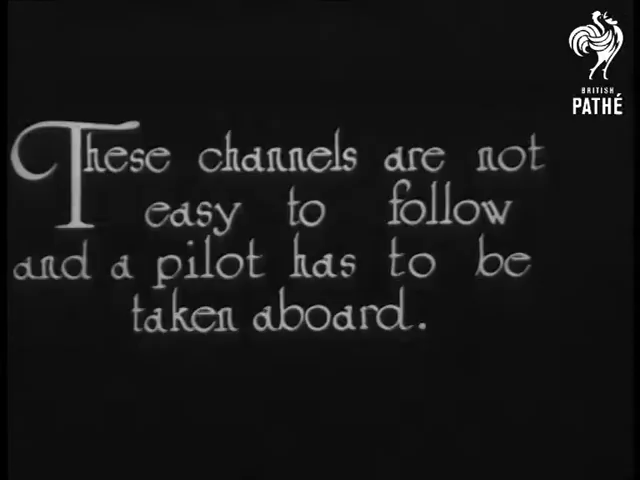 BRITISH
PATHÉ
These channels are not
easy to follow
and a pilot has to be
taken aboard.